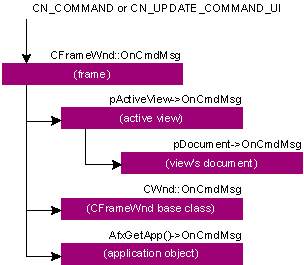 CN_COMMAND or CN_UPDATE_COMMAND_UI
CFrameWnd::OnCmdMsg
(frame)
pActiveView->OnCmdMsg
(active view)
pDocument->OnCmdMsg
(view's document)
CWnd::OnCmdMsg
(CFrameWnd base class)
AfxGetApp()->OnCmdMsg
(application object)